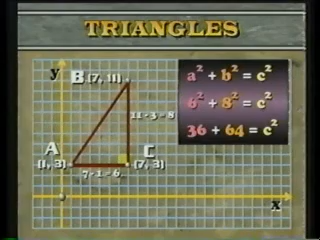 TRIANGLES
y
B (7, 11)
a² + b² = c²
6² + 8² = c²
36 + 64 = c²
11 - 3 = 8
A
C
(1, 3)
(7, 3)
7 - 1 = 6
x